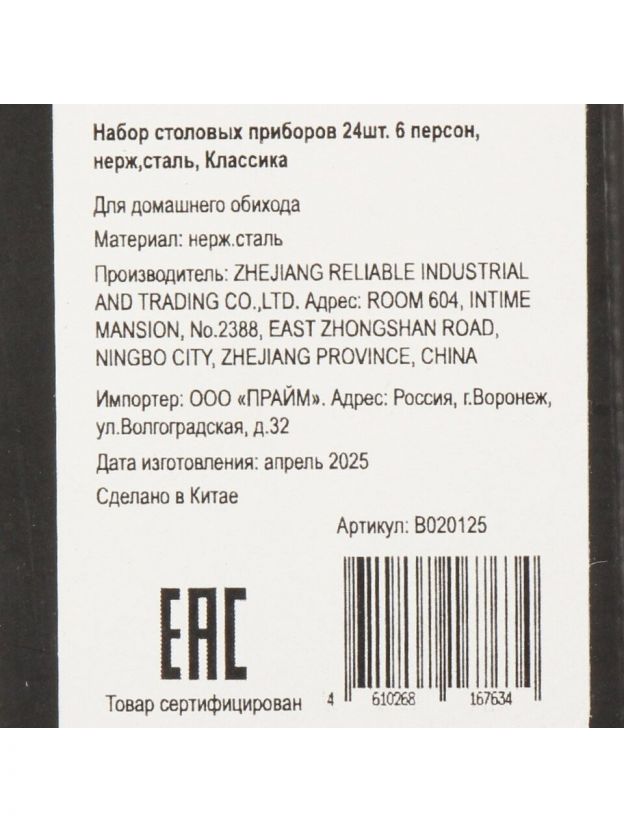 Набор столовых приборов 24шт. 6 персон,
нерж,сталь, Классика
Для домашнего обихода
Материал: нерж.сталь
Производитель: ZHEJIANG RELIABLE INDUSTRIAL
AND TRADING CO.,LTD. Адрес: ROOM 604, INTIME
MANSION, No.2388, EAST ZHONGSHAN ROAD,
NINGBO CITY, ZHEJIANG PROVINCE, CHINA
Импортер: ООО «ПРАЙМ». Адрес: Россия, г.Воронеж,
ул.Волгоградская, д.32
Дата изготовления: апрель 2025
Сделано в Китае
Артикул: B020125
EAC
Товар сертифицирован
4 610268 167634